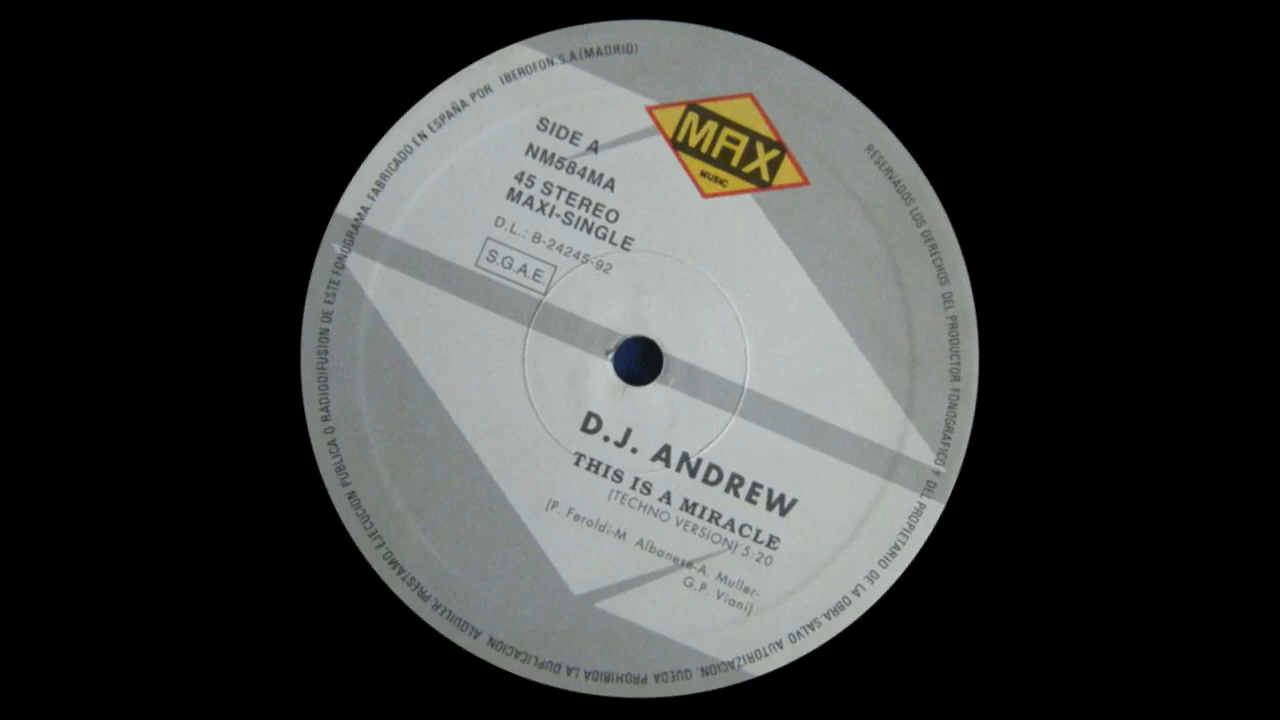 RESERVADOS LOS DERECHOS DEL PRODUCTOR FONOGRAFICO Y DEL PROPIETARIO DE LA OBRA. SALVO AUTORIZACION, QUEDA PROHIBIDA LA DUPLICACION, ALQUILER, PRESTAMO, EJECUCION PUBLICA O RADIODIFUSION DE ESTE FONOGRAMA. FABRICADO EN ESPAÑA POR IBEROFON, S.A. (MADRID)
MAX
MUSIC
SIDE A
NM584MA
45 STEREO
MAXI-SINGLE
D.L.: B-24245-92
S.G.A.E.
D.J. ANDREW
THIS IS A MIRACLE
(TECHNO VERSION) 5:20
(P. Feroldi-M. Albanese-A. Muller-
G.P. Viani)